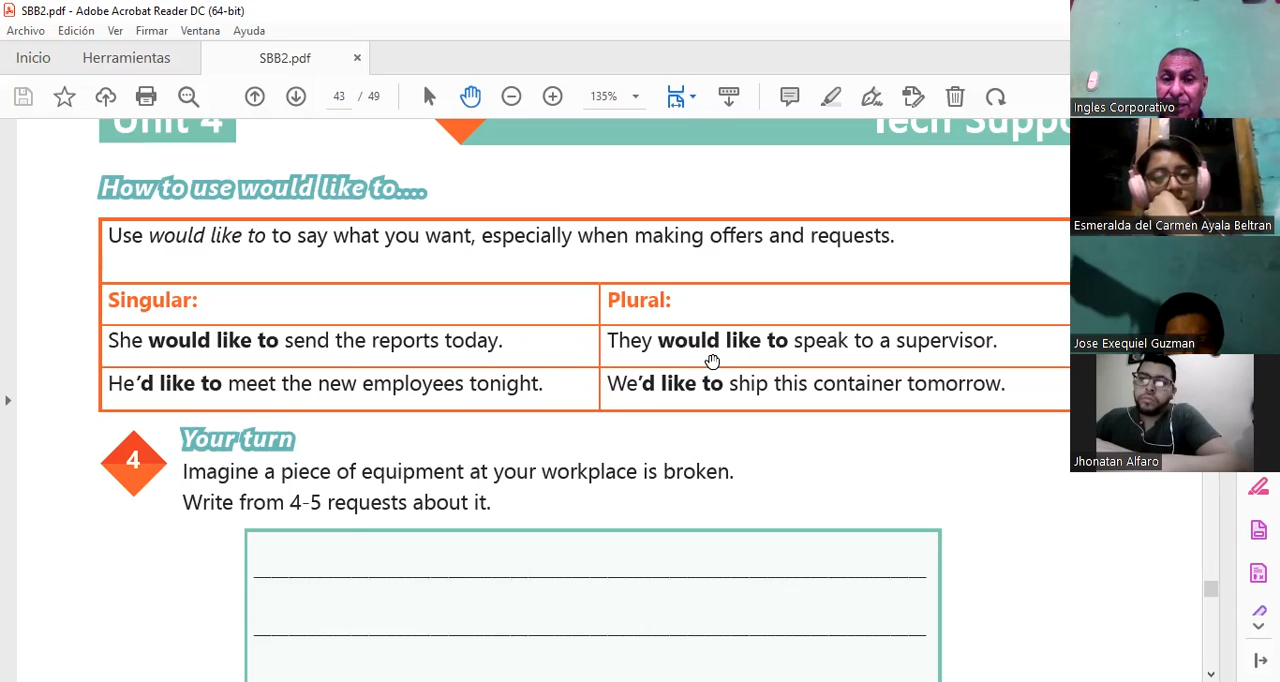 SBB2.pdf - Adobe Acrobat Reader DC (64-bit)
Archivo Edición Ver Firmar Ventana Ayuda
Inicio Herramientas SBB2.pdf ×
43 / 49 135%
Unit 4 Tech Suppo
How to use would like to....
Use would like to to say what you want, especially when making offers and requests.
Singular: Plural:
She would like to send the reports today. They would like to speak to a supervisor.
He'd like to meet the new employees tonight. We'd like to ship this container tomorrow.
4 Your turn
Imagine a piece of equipment at your workplace is broken.
Write from 4-5 requests about it.
Ingles Corporativo
Esmeralda del Carmen Ayala Beltran
Jose Exequiel Guzman
Jhonatan Alfaro